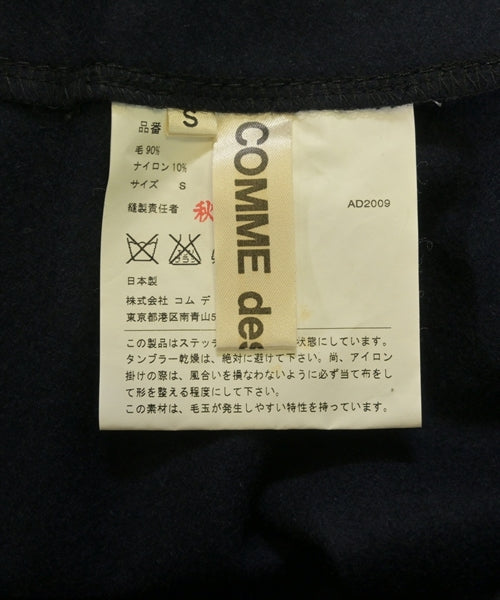 S
品番
COMME des
毛 90%
ナイロン 10%
サイズ S
縫製責任者 秋
AD2009
日本製
株式会社 コム デ
東京都港区南青山5
この製品はステッ 状態にしています。
タンブラー乾燥は、絶対に避けて下さい。尚、アイロン
掛けの際は、風合いを損なわないように必ず当て布をし
て形を整える程度にして下さい。
この素材は、毛玉が発生しやすい特性を持っています。